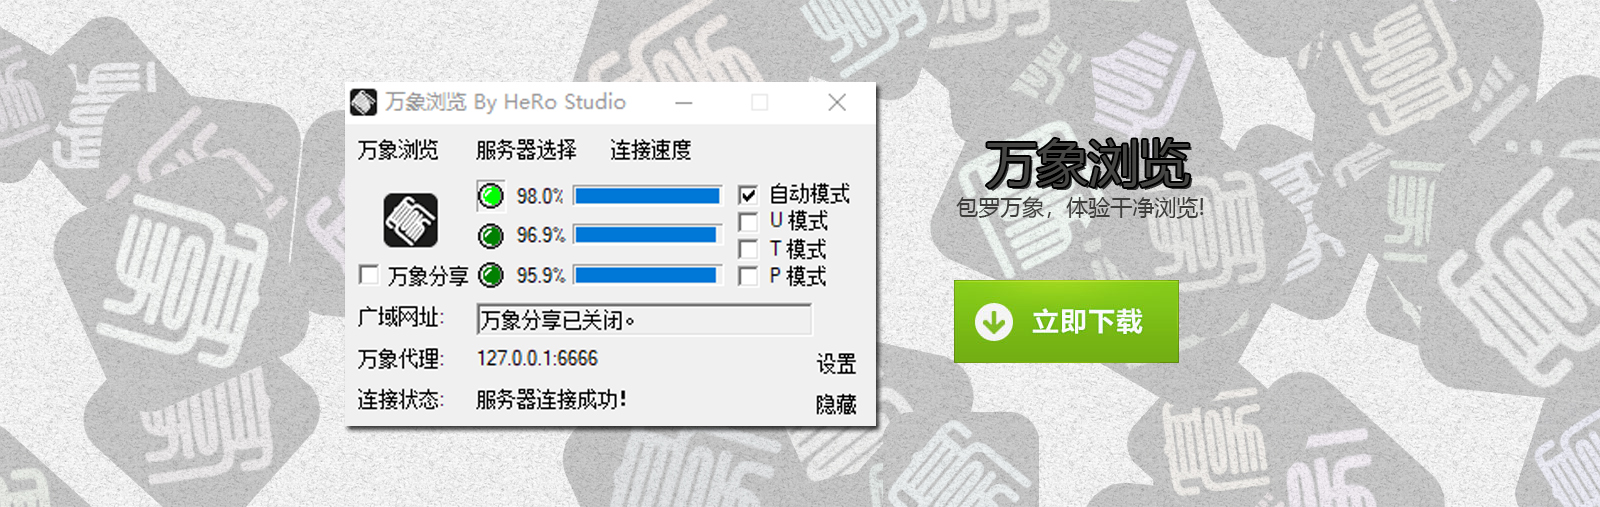 万象浏览 By HeRo Studio
万象浏览 服务器选择 连接速度
98.0% 自动模式
U 模式
96.9%
T 模式
万象分享 95.9% P 模式
广域网址: 万象分享已关闭。
万象代理: 127.0.0.1:6666 设置
连接状态: 服务器连接成功! 隐藏
万象浏览
包罗万象，体验干净浏览!
立即下载